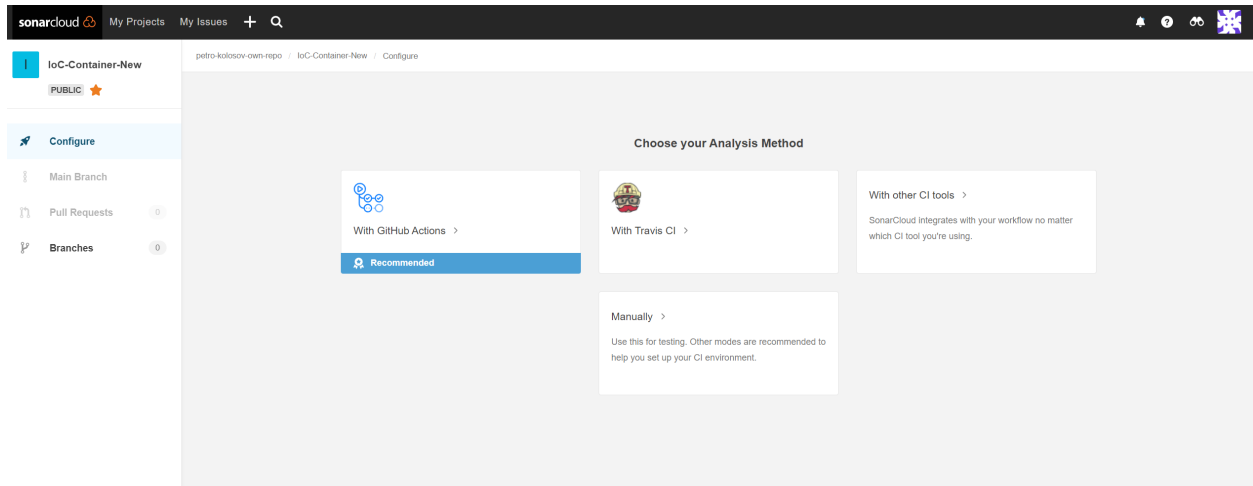 sonarcloud My Projects My Issues
IoC-Container-New
PUBLIC
petro-kolosov-own-repo / IoC-Container-New / Configure
Configure
Main Branch
Pull Requests 0
Branches 0
Choose your Analysis Method
With GitHub Actions
Recommended
With Travis CI
With other CI tools
SonarCloud integrates with your workflow no matter
which CI tool you're using.
Manually
Use this for testing. Other modes are recommended to
help you set up your CI environment.